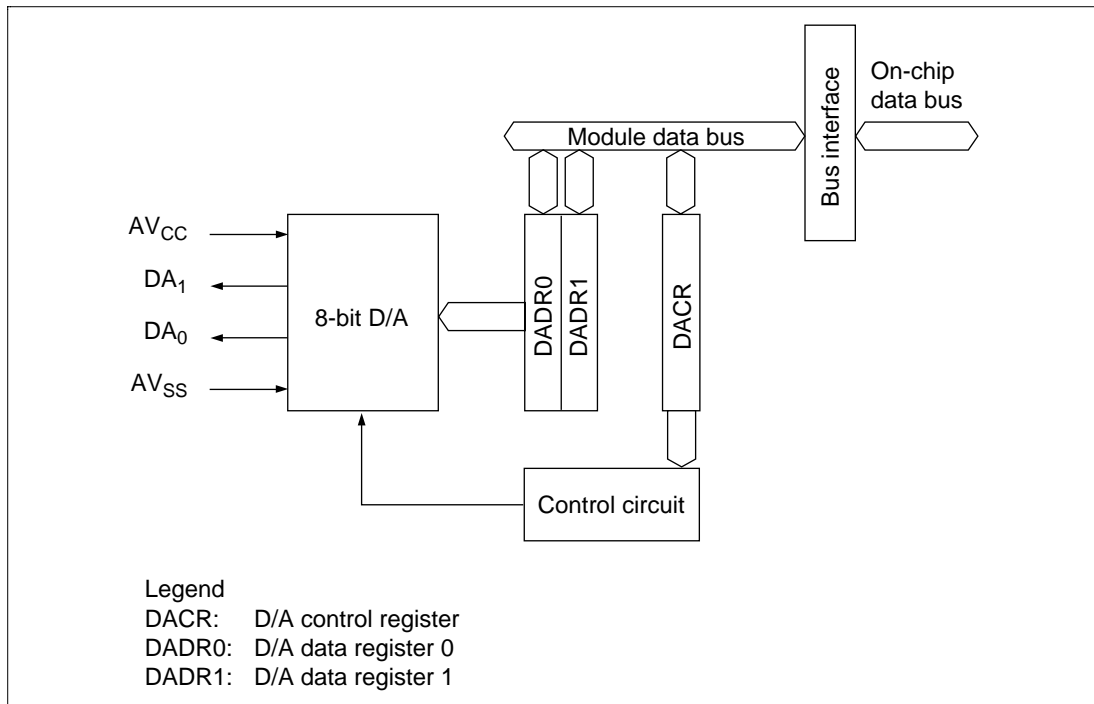 On-chip
data bus
Bus interface
Module data bus
AVCC
DA1
DA0
AVSS
8-bit D/A
DADR0
DADR1
DACR
Control circuit
Legend
DACR: D/A control register
DADR0: D/A data register 0
DADR1: D/A data register 1